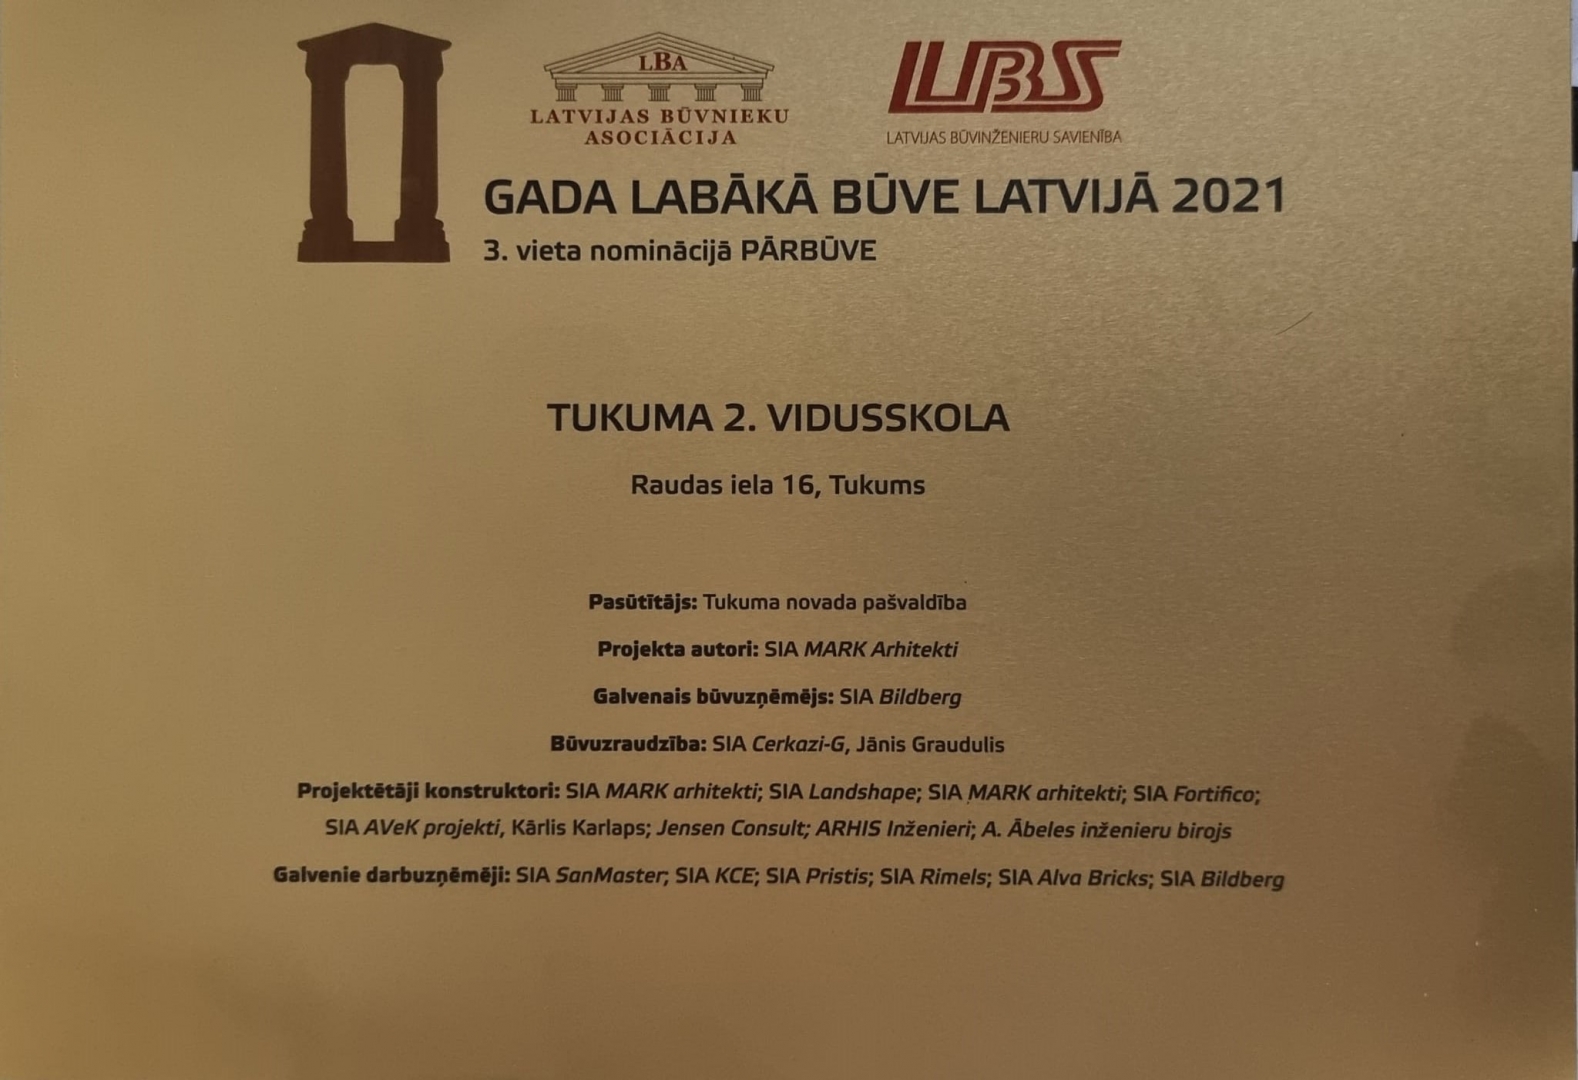 LBA
LATVIJAS BŪVNIEKU
ASOCIĀCIJA
LBS
LATVIJAS BŪVINŽENIERU SAVIENĪBA
GADA LABĀKĀ BŪVE LATVIJĀ 2021
3. vieta nominācijā PĀRBŪVE
TUKUMA 2. VIDUSSKOLA
Raudas iela 16, Tukums
Pasūtītājs: Tukuma novada pašvaldība
Projekta autori: SIA MARK Arhitekti
Galvenais būvuzņēmējs: SIA Bildberg
Būvuzraudzība: SIA Cerkazi-G, Jānis Graudulis
Projektētāji konstruktori: SIA MARK arhitekti; SIA Landshape; SIA MARK arhitekti; SIA Fortifico;
SIA AVeK projekti, Kārlis Karlaps; Jensen Consult; ARHIS Inženieri; A. Ābeles inženieru birojs
Galvenie darbuzņēmēji: SIA SanMaster; SIA KCE; SIA Pristis; SIA Rimels; SIA Alva Bricks; SIA Bildberg